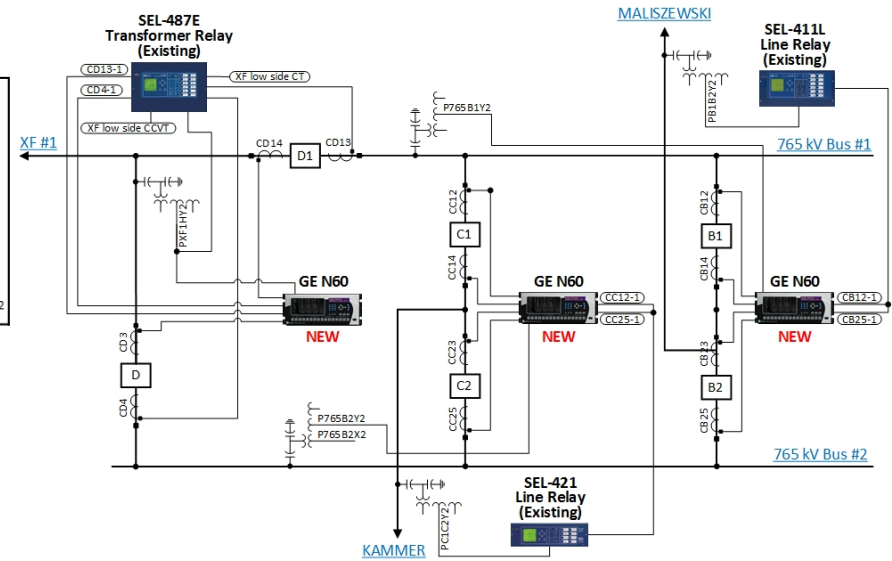 SEL-487E
Transformer Relay
(Existing)
MALISZEWSKI
SEL-411L
Line Relay
(Existing)
CD13-1
XF low side CT
CD4-1
XF low side CCVT
P765B1Y2
PB1B2Y2
XF #1
CD14
D1
CD13
765 kV Bus #1
PXF1HY2
CC12
C1
CC14
CB12
B1
CB14
GE N60
NEW
GE N60
CC12-1
CC25-1
NEW
GE N60
CB12-1
CB25-1
NEW
2
CD3
D
CD4
CC23
C2
CC25
CB23
B2
CB25
P765B2Y2
P765B2X2
765 kV Bus #2
SEL-421
Line Relay
(Existing)
PC1C2Y2
KAMMER